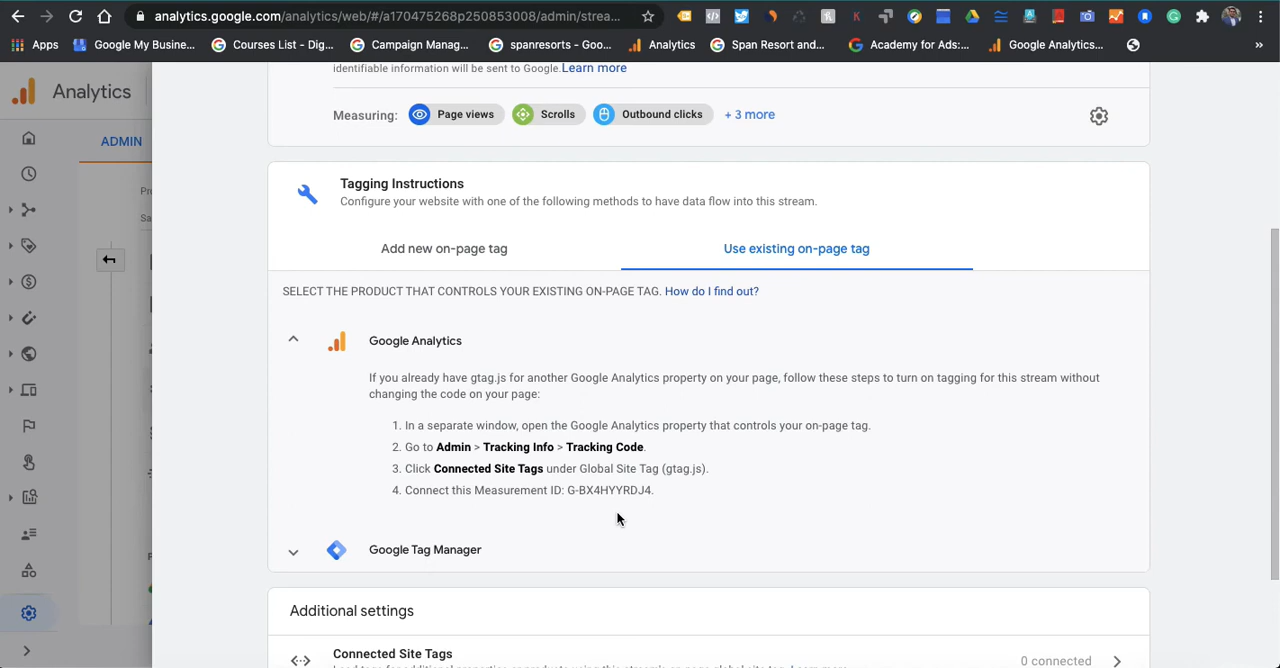 analytics.google.com/analytics/web/#/a170475268p250853008/admin/strea...
Apps
Google My Busine...
Courses List - Dig...
Campaign Manag...
spanresorts - Goo...
Analytics
Span Resort and...
Academy for Ads:...
Google Analytics...
»
Analytics
ADMIN
identifiable information will be sent to Google. Learn more
Measuring:
Page views
Scrolls
Outbound clicks
+ 3 more
Tagging Instructions
Configure your website with one of the following methods to have data flow into this stream.
Add new on-page tag
Use existing on-page tag
SELECT THE PRODUCT THAT CONTROLS YOUR EXISTING ON-PAGE TAG. How do I find out?
Google Analytics
If you already have gtag.js for another Google Analytics property on your page, follow these steps to turn on tagging for this stream without
changing the code on your page:
1. In a separate window, open the Google Analytics property that controls your on-page tag.
2. Go to Admin > Tracking Info > Tracking Code.
3. Click Connected Site Tags under Global Site Tag (gtag.js).
4. Connect this Measurement ID: G-BX4HYYRDJ4.
Google Tag Manager
Additional settings
Connected Site Tags
0 connected